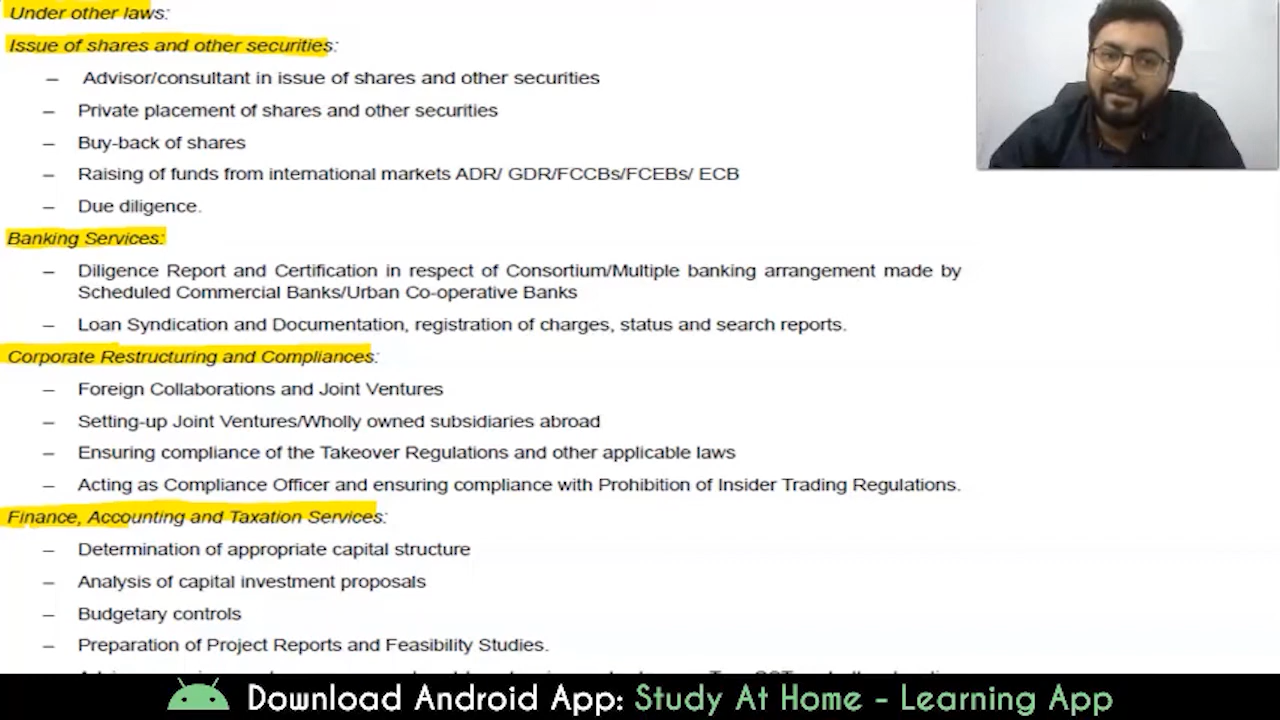 Under other laws:
Issue of shares and other securities:
– Advisor/consultant in issue of shares and other securities
– Private placement of shares and other securities
– Buy-back of shares
– Raising of funds from international markets ADR/ GDR/FCCBs/FCEBs/ ECB
– Due diligence.
Banking Services:
– Diligence Report and Certification in respect of Consortium/Multiple banking arrangement made by
Scheduled Commercial Banks/Urban Co-operative Banks
– Loan Syndication and Documentation, registration of charges, status and search reports.
Corporate Restructuring and Compliances:
– Foreign Collaborations and Joint Ventures
– Setting-up Joint Ventures/Wholly owned subsidiaries abroad
– Ensuring compliance of the Takeover Regulations and other applicable laws
– Acting as Compliance Officer and ensuring compliance with Prohibition of Insider Trading Regulations.
Finance, Accounting and Taxation Services:
– Determination of appropriate capital structure
– Analysis of capital investment proposals
– Budgetary controls
– Preparation of Project Reports and Feasibility Studies.
Download Android App: Study At Home - Learning App